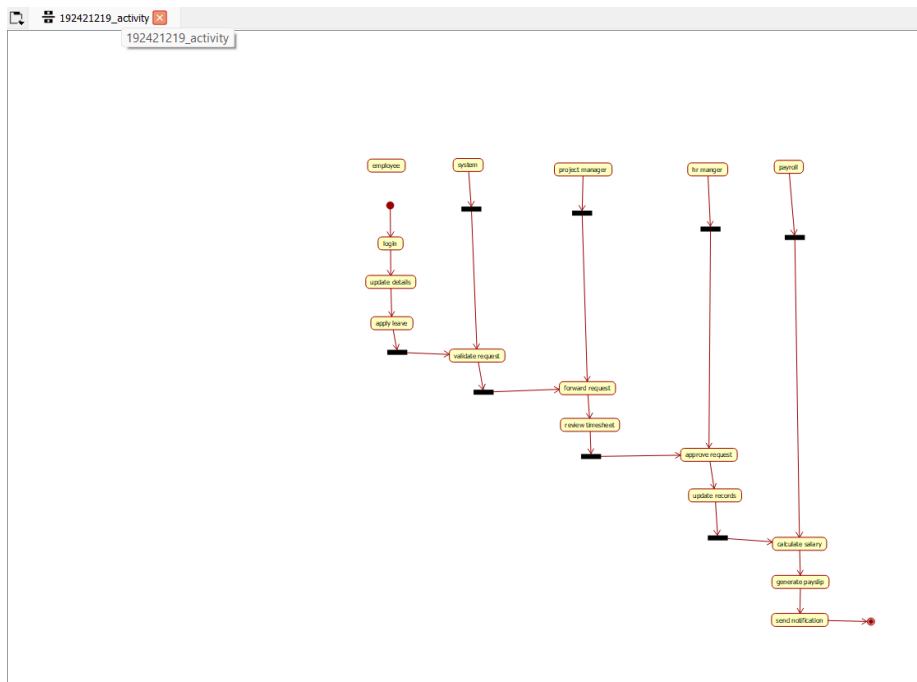 192421219_activity
192421219_activity
employee
system
project manager
hr manger
payroll
login
update details
apply leave
validate request
forward request
review timesheet
approve request
update records
calculate salary
generate payslip
send notification